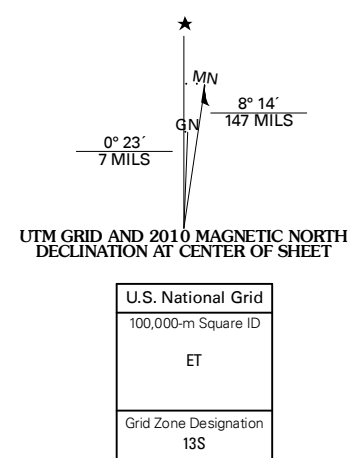 MN
8° 14´
147 MILS
GN
0° 23´
7 MILS
UTM GRID AND 2010 MAGNETIC NORTH
DECLINATION AT CENTER OF SHEET
U.S. National Grid
100,000-m Square ID
ET
Grid Zone Designation
13S